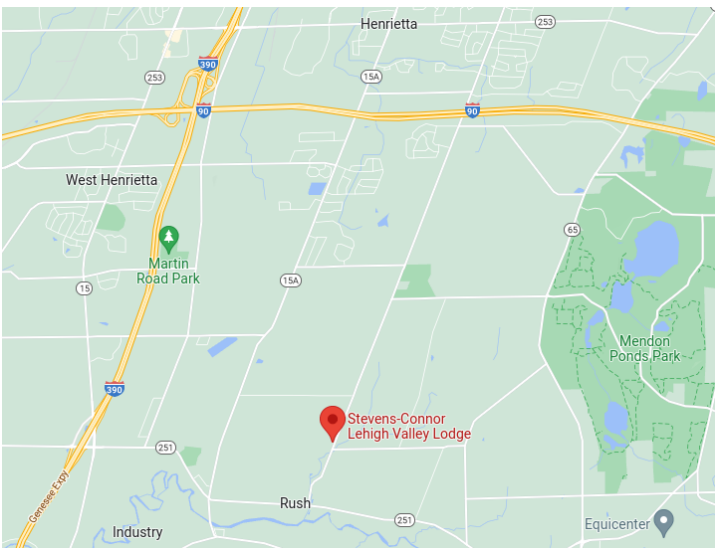 Henrietta
253
390
253
15A
90
90
West Henrietta
65
Martin
Road Park
15A
15
Mendon
Ponds Park
390
Stevens-Connor
Lehigh Valley Lodge
251
Genesee Expy
Rush
251
Equicenter
Industry